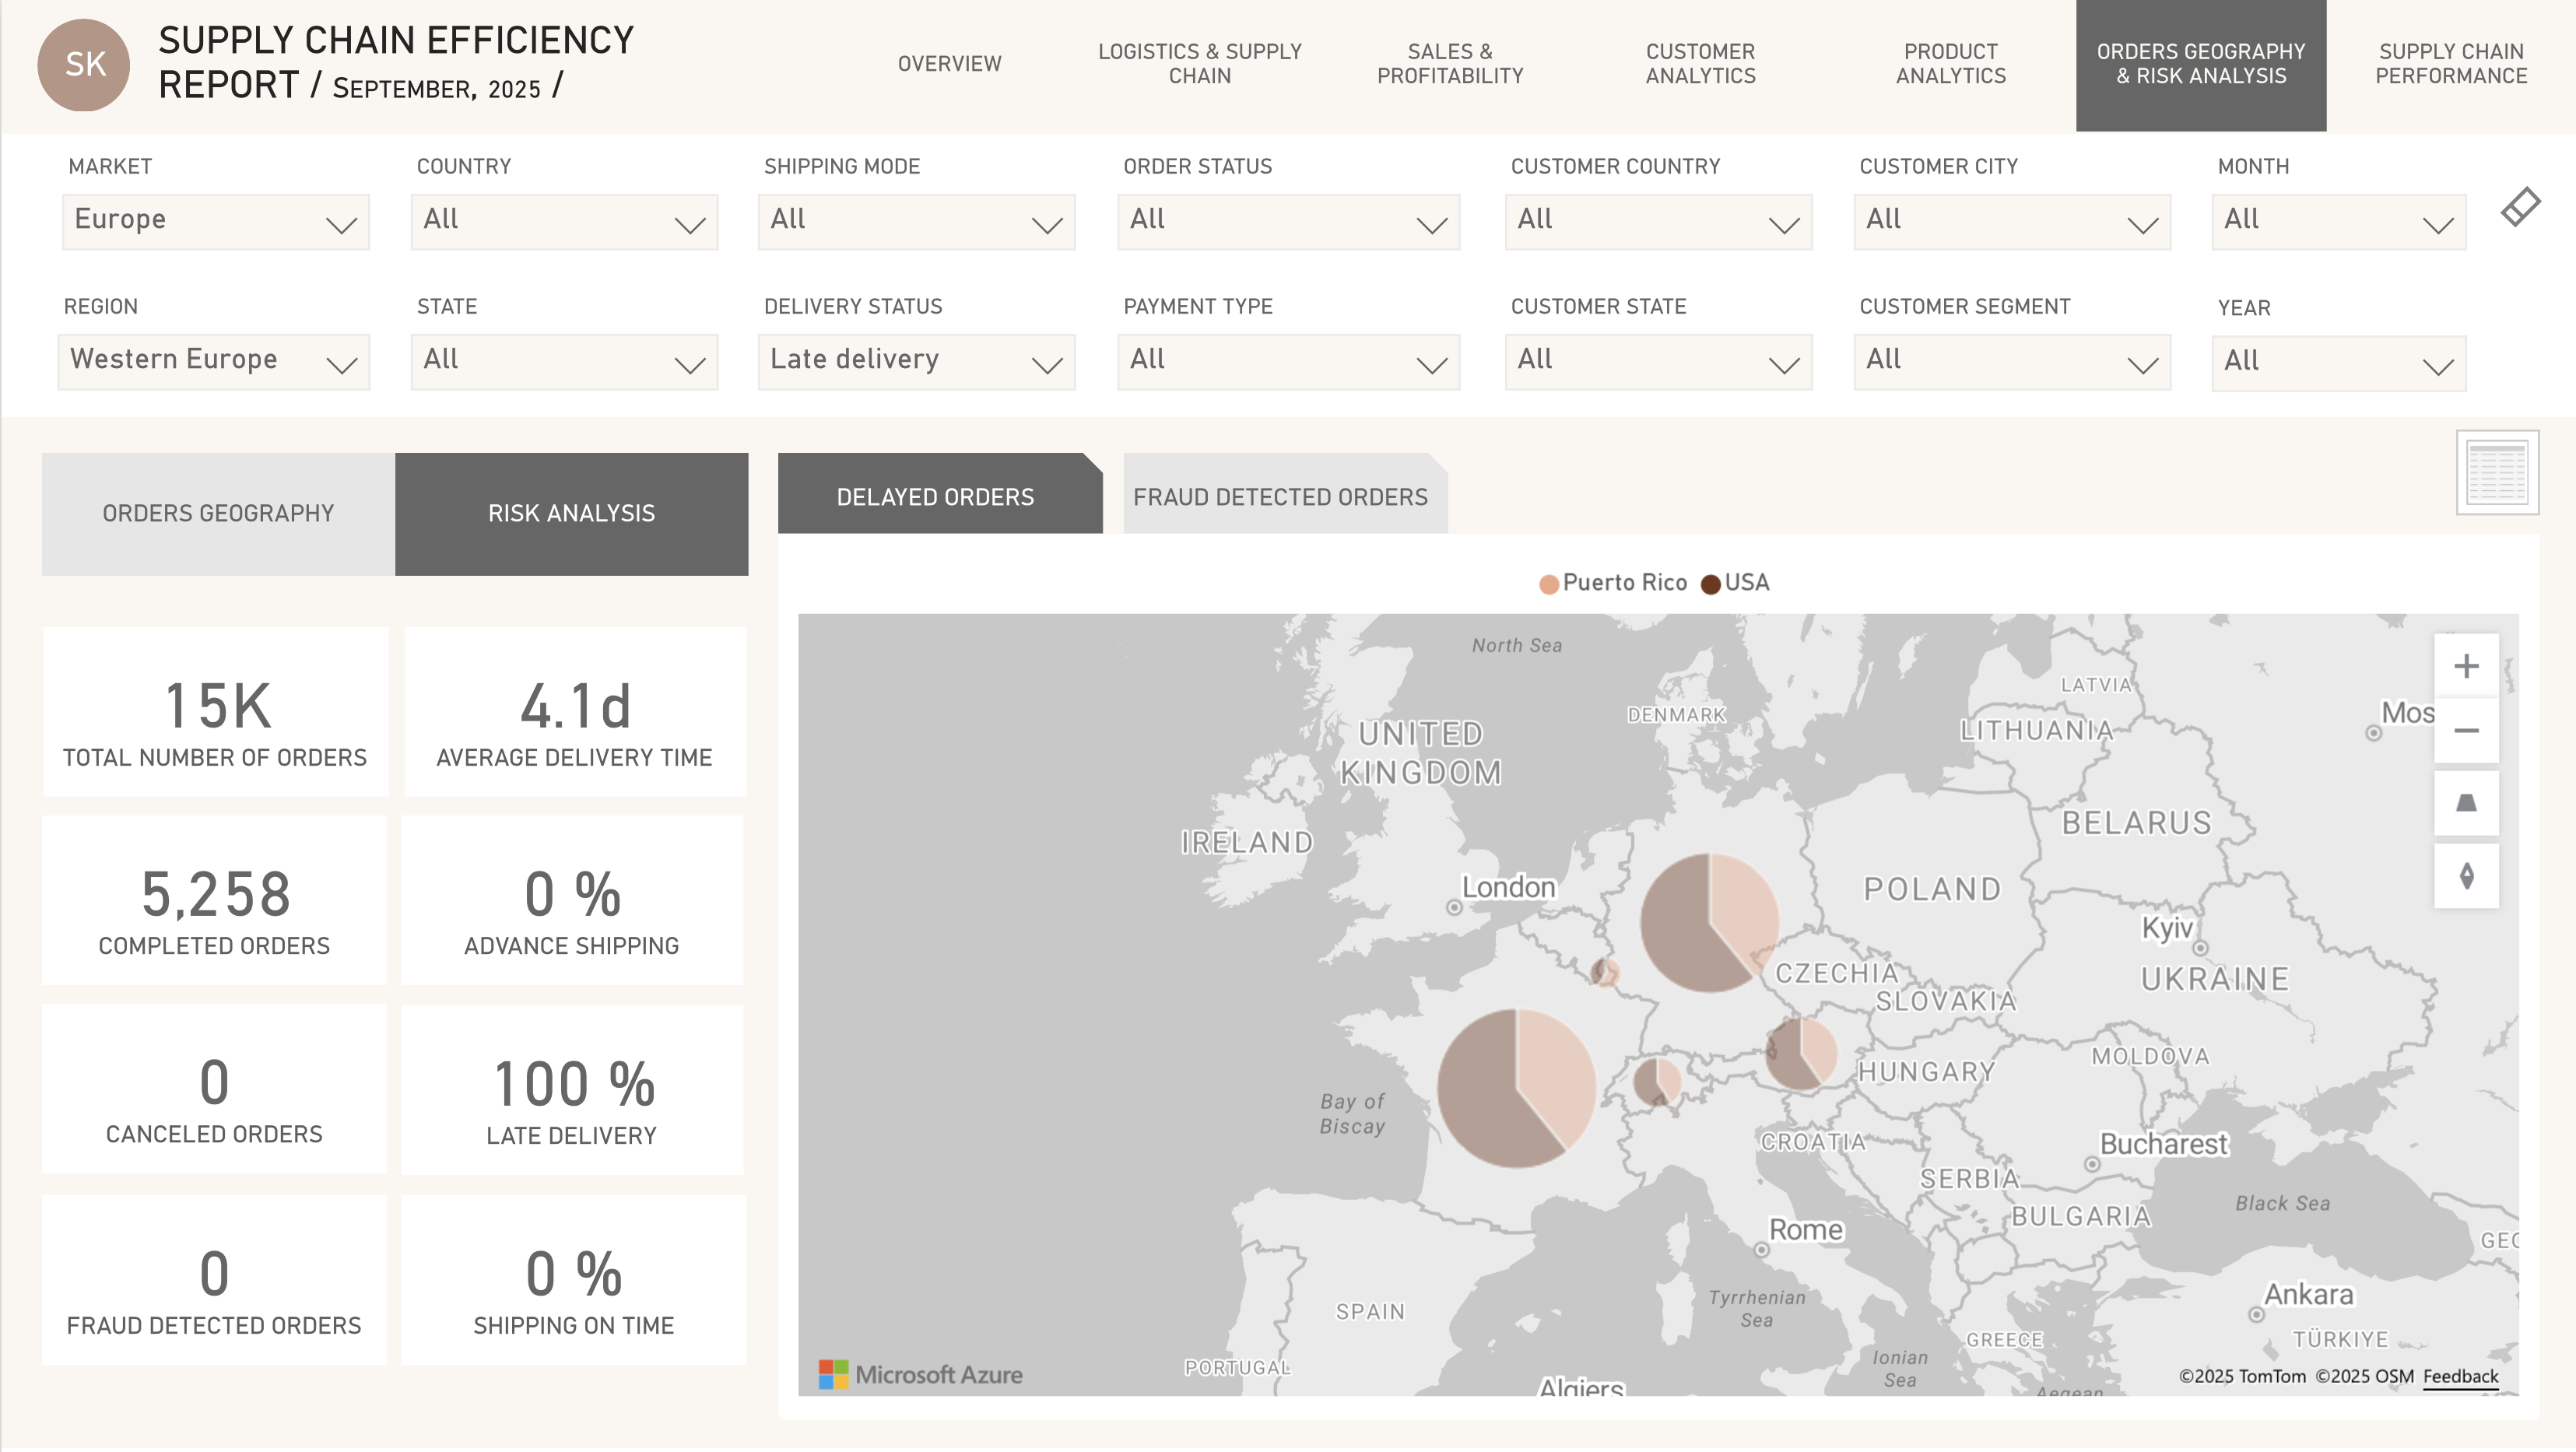 SK
SUPPLY CHAIN EFFICIENCY
REPORT / SEPTEMBER, 2025 /
OVERVIEW
LOGISTICS & SUPPLY
CHAIN
SALES &
PROFITABILITY
CUSTOMER
ANALYTICS
PRODUCT
ANALYTICS
ORDERS GEOGRAPHY
& RISK ANALYSIS
SUPPLY CHAIN
PERFORMANCE
MARKET
COUNTRY
SHIPPING MODE
ORDER STATUS
CUSTOMER COUNTRY
CUSTOMER CITY
MONTH
Europe
All
All
All
All
All
All
REGION
STATE
DELIVERY STATUS
PAYMENT TYPE
CUSTOMER STATE
CUSTOMER SEGMENT
YEAR
Western Europe
All
Late delivery
All
All
All
All
ORDERS GEOGRAPHY
RISK ANALYSIS
15K
TOTAL NUMBER OF ORDERS
4.1d
AVERAGE DELIVERY TIME
5,258
COMPLETED ORDERS
0 %
ADVANCE SHIPPING
0
CANCELED ORDERS
100 %
LATE DELIVERY
0
FRAUD DETECTED ORDERS
0 %
SHIPPING ON TIME
DELAYED ORDERS
FRAUD DETECTED ORDERS
Puerto Rico
USA
North Sea
LATVIA
DENMARK
Mos
LITHUANIA
UNITED
KINGDOM
BELARUS
IRELAND
London
POLAND
Kyiv
CZECHIA
UKRAINE
SLOVAKIA
MOLDOVA
HUNGARY
Bay of
Biscay
CROATIA
Bucharest
SERBIA
Black Sea
BULGARIA
Rome
GEO
Ankara
Tyrrhenian
Sea
SPAIN
GREECE
TÜRKIYE
Ionian
Sea
PORTUGAL
Microsoft Azure
Algiers
Aegean
©2025 TomTom ©2025 OSM Feedback